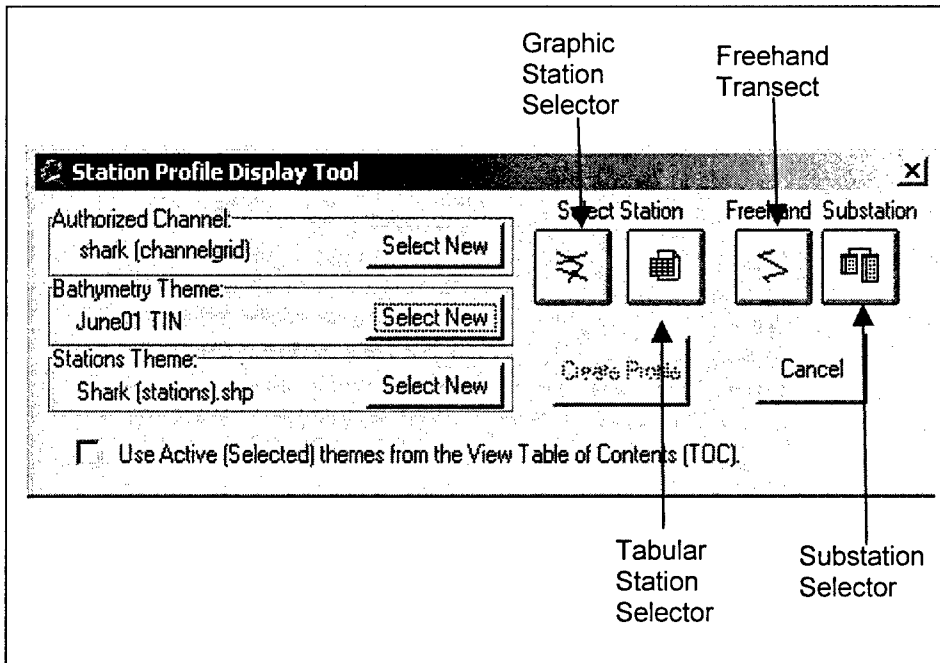 Graphic
Station
Selector
Freehand
Transect
Station Profile Display Tool
Authorized Channel:
shark (channelgrid)
Select New
Bathymetry Theme:
June01 TIN
Select New
Stations Theme:
Shark (stations).shp
Select New
Select Station
Freehand Substation
Create Profile
Cancel
Use Active (Selected) themes from the View Table of Contents (TOC).
Tabular
Station
Selector
Substation
Selector